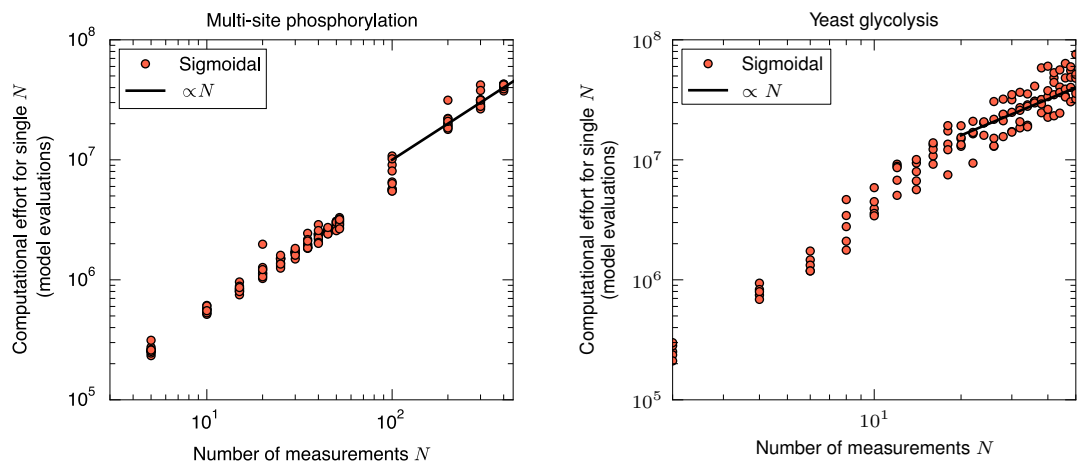 Multi-site phosphorylation
10^8
10^7
10^6
10^5
Computational effort for single N
(model evaluations)
Sigmoidal
∝N
10^1
10^2
Number of measurements N
Yeast glycolysis
10^8
10^7
10^6
10^5
Computational effort for single N
(model evaluations)
Sigmoidal
∝ N
10^1
Number of measurements N